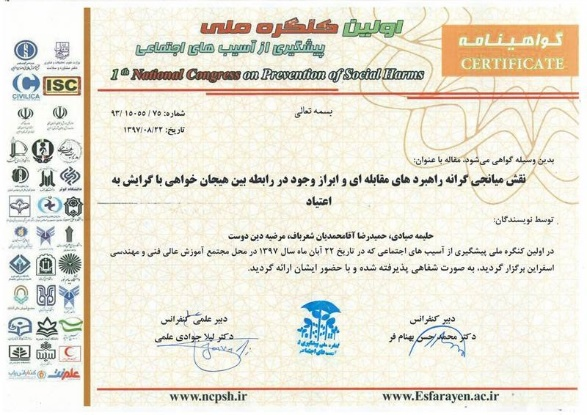 اولین کنگره ملی
پیشگیری از آسیب های اجتماعی
1th National Congress on Prevention of Social Harms
گواهینامه
CERTIFICATE
بسمه تعالی
شماره: ۷۵ / ۱۵۰۵۵ / ۹۳
تاریخ: ۱۳۹۷/۰۸/۲۲
بدین وسیله گواهی می‌شود، مقاله با عنوان:
نقش میانجی گرانه راهبرد های مقابله ای و ابراز وجود در رابطه بین هیجان خواهی با گرایش به
اعتیاد
توسط نویسندگان:
حلیمه صیادی، حمیدرضا آقامحمدیان شعرباف، مرضیه دین دوست
در اولین کنگره ملی پیشگیری از آسیب های اجتماعی که در تاریخ ۲۲ آبان ماه سال ۱۳۹۷ در محل مجتمع آموزش عالی فنی و مهندسی
اسفراین برگزار گردید، به صورت شفاهی پذیرفته شده و با حضور ایشان ارائه گردید.
دبیر کنفرانس
دکتر محمد حسن بهنام فر
دبیر علمی کنفرانس
دکتر لیلا جوادی علمی
CIVILICA
ISC
www.ncpsh.ir
www.Esfarayen.ac.ir